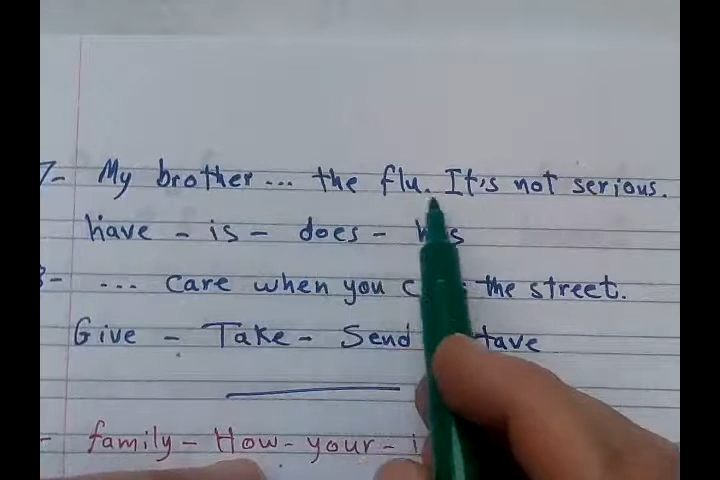 7- My brother ... the flu. It's not serious.
have - is - does -
... care when you the street.
Give - Take - Send Have
family - How - your -